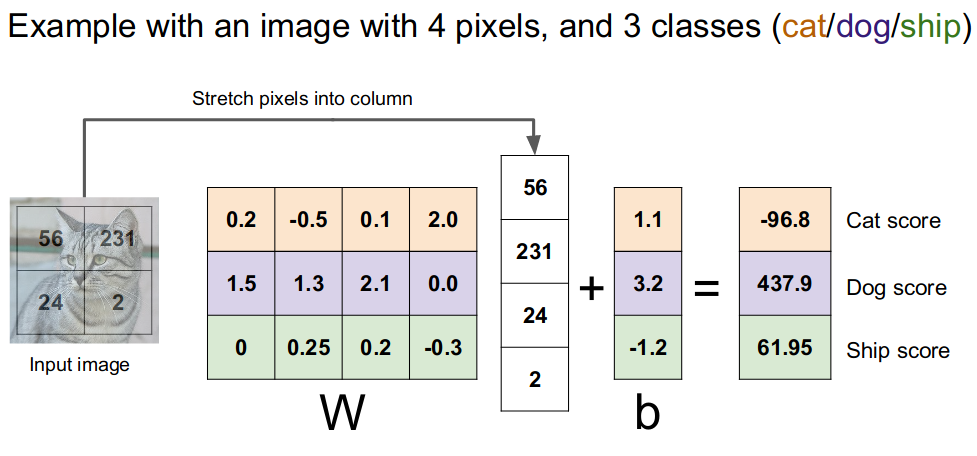 Example with an image with 4 pixels, and 3 classes (cat/dog/ship)
Stretch pixels into column
56 231
24 2
Input image
0.2 -0.5 0.1 2.0
1.5 1.3 2.1 0.0
0 0.25 0.2 -0.3
W
56
231
24
2
+
1.1
3.2
-1.2
b
=
-96.8 Cat score
437.9 Dog score
61.95 Ship score